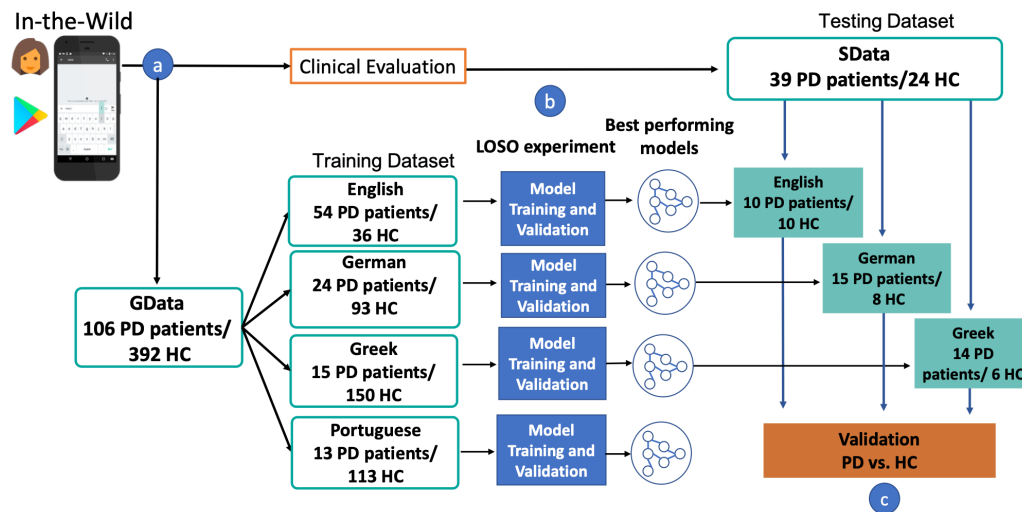 In-the-Wild
a
Clinical Evaluation
b
Testing Dataset
SData
39 PD patients/24 HC
Training Dataset
LOSO experiment
Best performing
models
English
54 PD patients/
36 HC
Model
Training and
Validation
English
10 PD patients/
10 HC
German
24 PD patients/
93 HC
Model
Training and
Validation
German
15 PD patients/
8 HC
GData
106 PD patients/
392 HC
Greek
15 PD patients/
150 HC
Model
Training and
Validation
Greek
14 PD
patients/ 6 HC
Portuguese
13 PD patients/
113 HC
Model
Training and
Validation
Validation
PD vs. HC
c